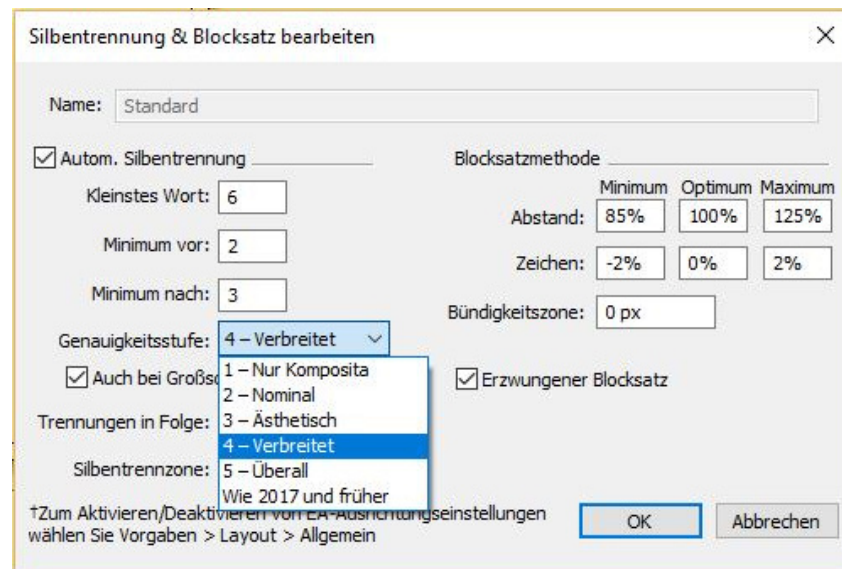 Silbentrennung & Blocksatz bearbeiten
Name: Standard
Autom. Silbentrennung
Kleinstes Wort: 6
Minimum vor: 2
Minimum nach: 3
Genauigkeitsstufe: 4 – Verbreitet
1 – Nur Komposita
2 – Nominal
3 – Ästhetisch
4 – Verbreitet
5 – Überall
Wie 2017 und früher
Auch bei
Trennungen in Folge:
Silbentrennzone:
Blocksatzmethode
Minimum Optimum Maximum
Abstand: 85% 100% 125%
Zeichen: -2% 0% 2%
Bündigkeitszone: 0 px
Erzwungener Blocksatz
†Zum Aktivieren/Deaktivieren von EA-Ausrichtungseinstellungen
wählen Sie Vorgaben > Layout > Allgemein
OK
Abbrechen